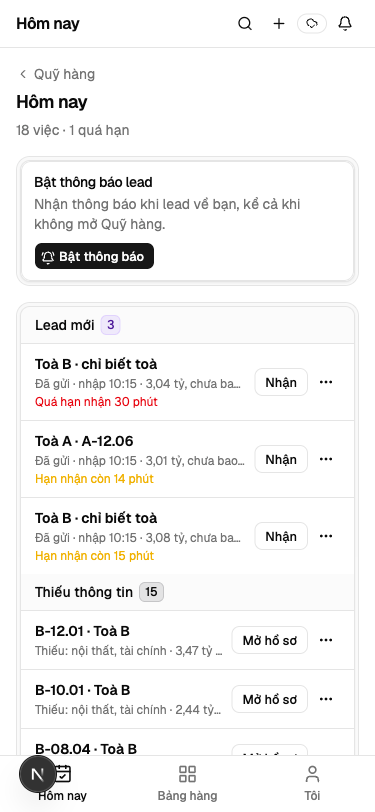 Hôm nay
Quỹ hàng
Hôm nay
18 việc · 1 quá hạn
Bật thông báo lead
Nhận thông báo khi lead về bạn, kể cả khi
không mở Quỹ hàng.
Bật thông báo
Lead mới 3
Toà B · chỉ biết toà
Đã gửi · nhập 10:15 · 3,04 tỷ, chưa ba...
Quá hạn nhận 30 phút
Nhận
Toà A · A-12.06
Đã gửi · nhập 10:15 · 3,01 tỷ, chưa bao...
Hạn nhận còn 14 phút
Nhận
Toà B · chỉ biết toà
Đã gửi · nhập 10:15 · 3,08 tỷ, chưa ba...
Hạn nhận còn 15 phút
Nhận
Thiếu thông tin 15
B-12.01 · Toà B
Thiếu: nội thất, tài chính · 3,47 tỷ ...
Mở hồ sơ
B-10.01 · Toà B
Thiếu: nội thất, tài chính · 2,44 tỷ...
Mở hồ sơ
B-08.04 · Toà B
N
Hôm nay
Bảng hàng
Tôi